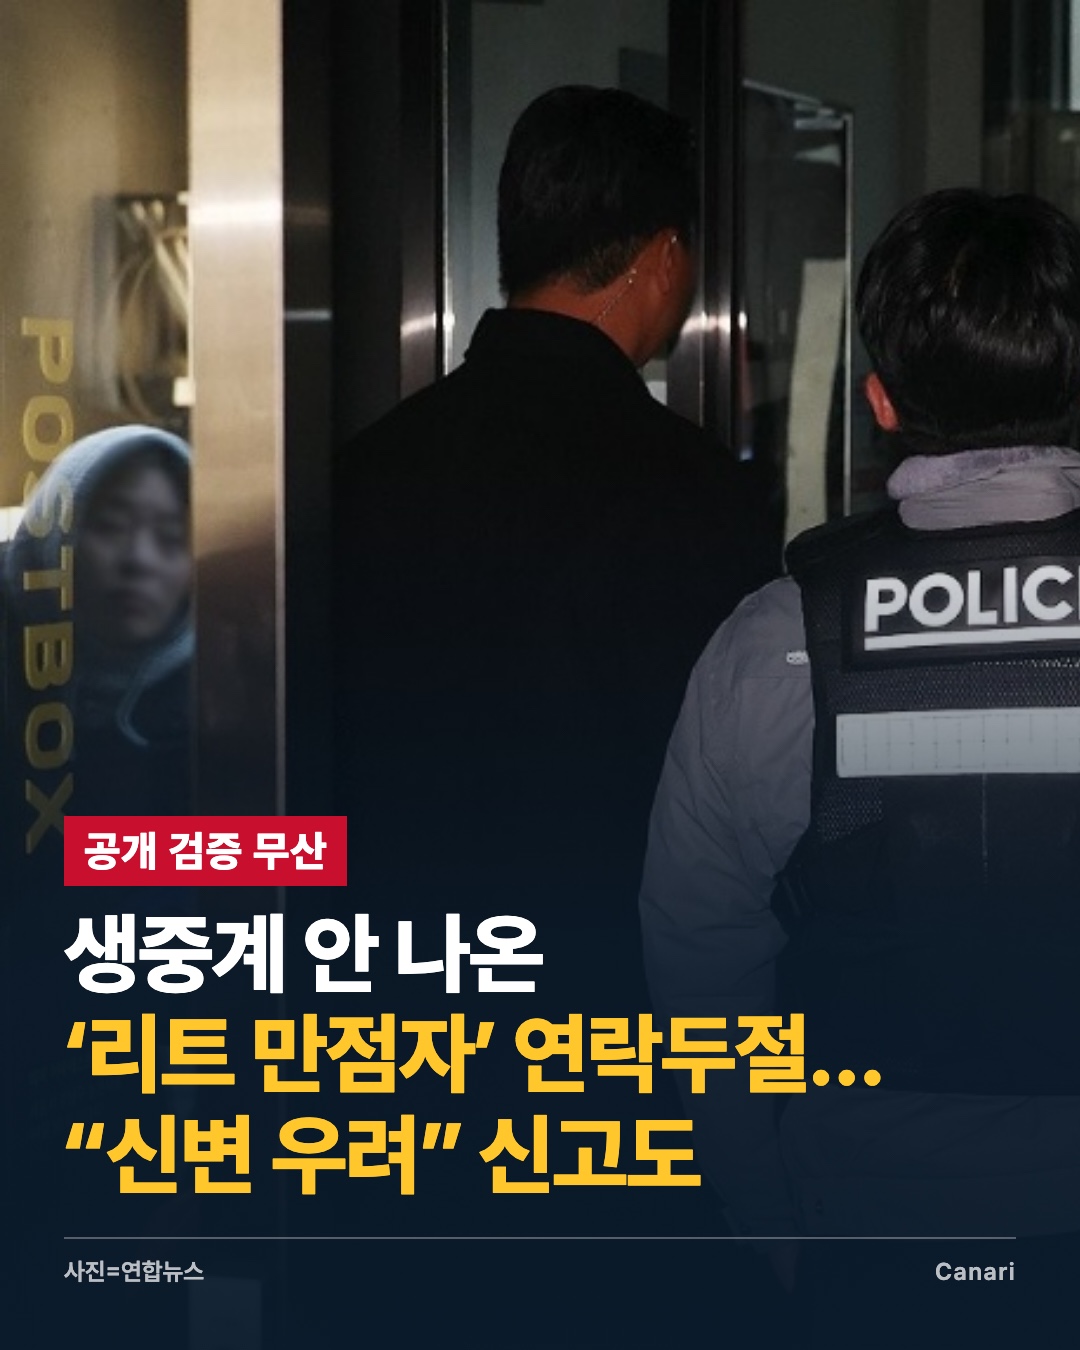 POSTBOX
POLIC
공개 검증 무산
생중계 안 나온
‘리트 만점자’ 연락두절...
“신변 우려” 신고도
사진=연합뉴스
Canari